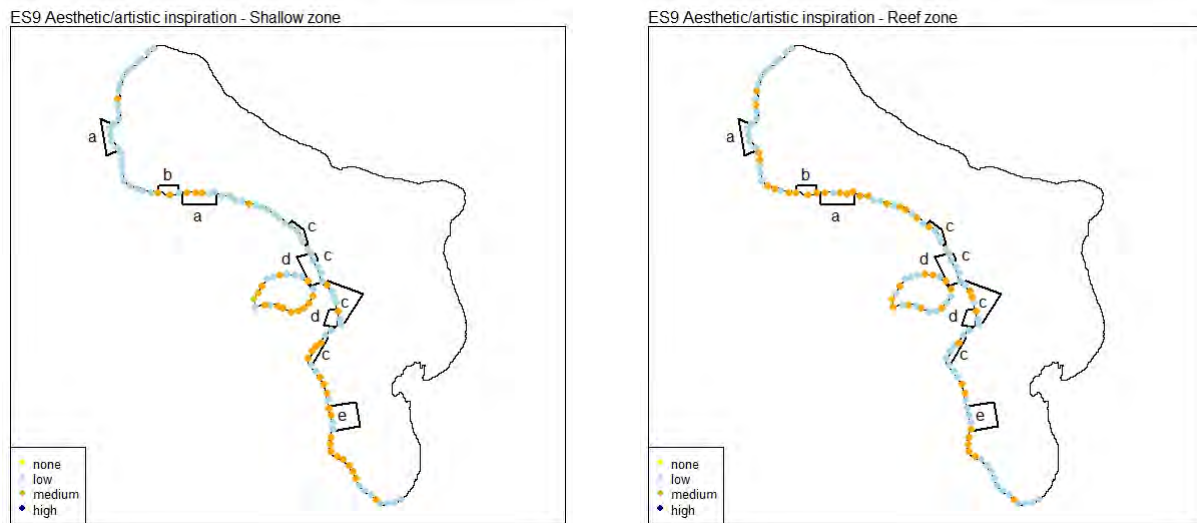 ES9 Aesthetic/artistic inspiration - Shallow zone
a
b
a
c
d
c
c
d
c
e
none
low
medium
high
ES9 Aesthetic/artistic inspiration - Reef zone
a
b
a
c
d
c
c
d
c
e
none
low
medium
high